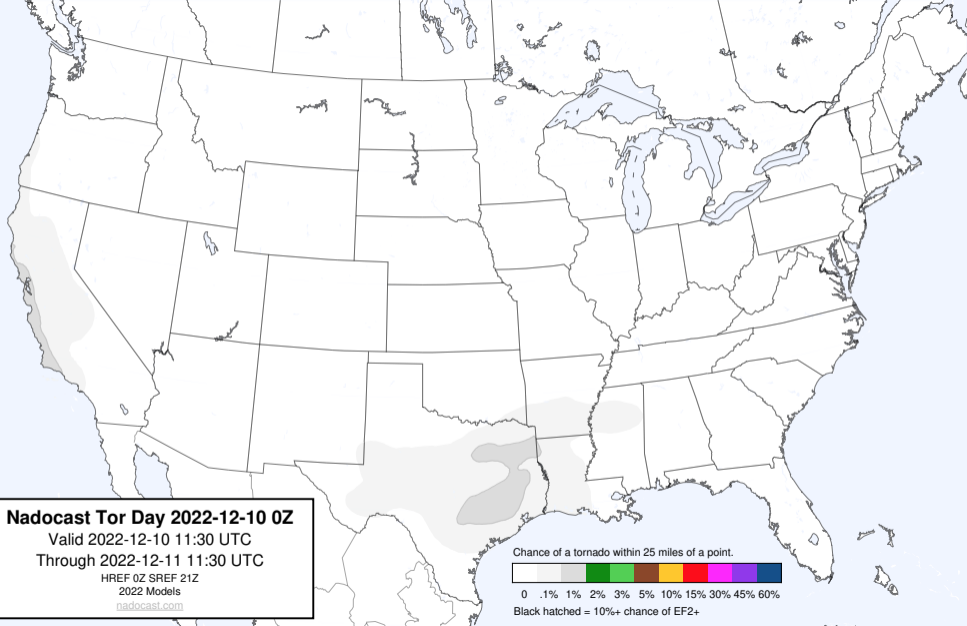 Nadocast Tor Day 2022-12-10 0Z
Valid 2022-12-10 11:30 UTC
Through 2022-12-11 11:30 UTC
HREF 0Z SREF 21Z
2022 Models
nadocast.com
Chance of a tornado within 25 miles of a point.
0 .1% 1% 2% 3% 5% 10% 15% 30% 45% 60%
Black hatched = 10%+ chance of EF2+